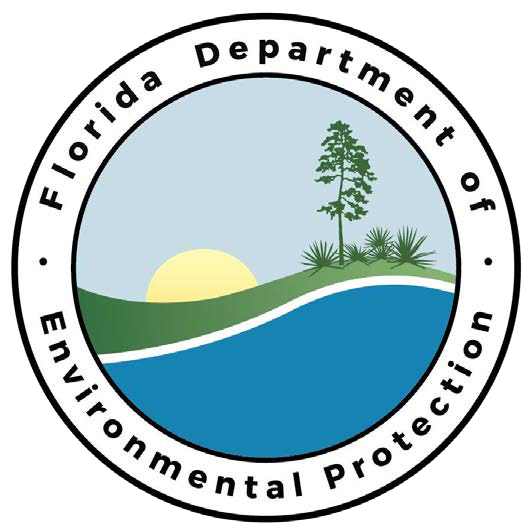 Florida Department of
Environmental Protection